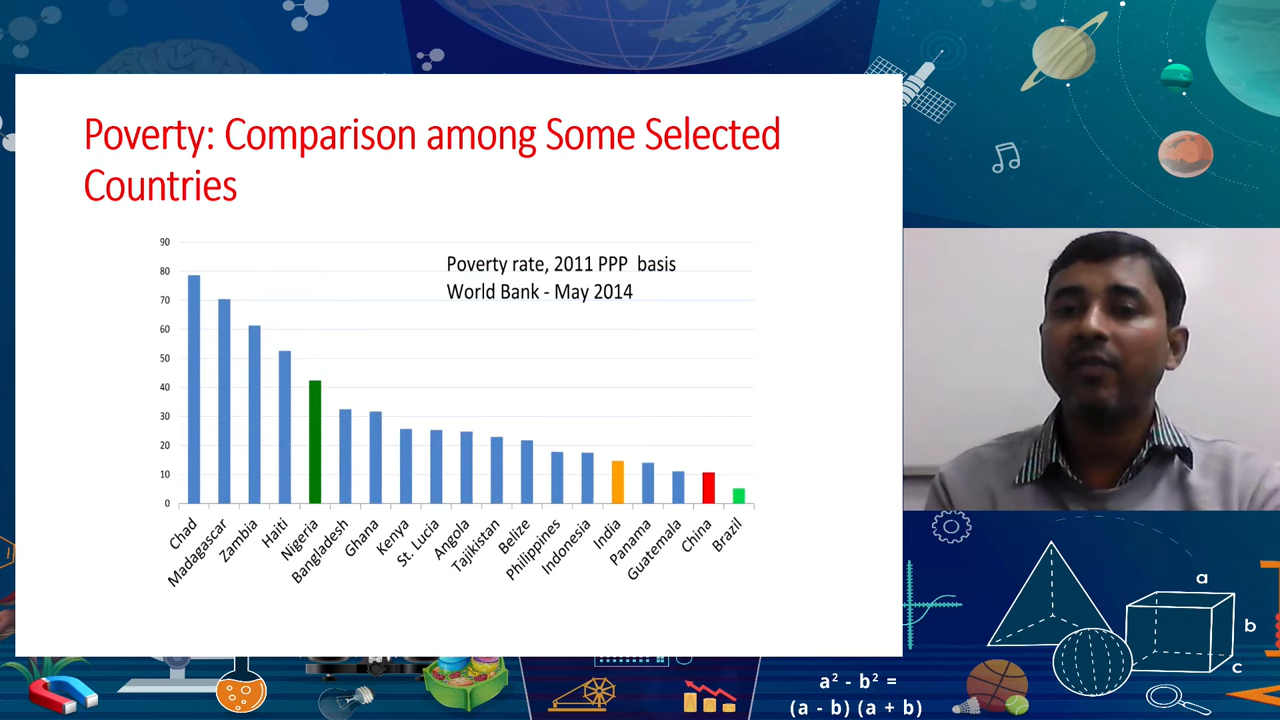 Poverty: Comparison among Some Selected
Countries
Poverty rate, 2011 PPP basis
World Bank - May 2014
90
80
70
60
50
40
30
20
10
0
Chad
Madagascar
Zambia
Haiti
Nigeria
Bangladesh
Ghana
Kenya
St. Lucia
Angola
Tajikistan
Belize
Philippines
Indonesia
India
Panama
Guatemala
China
Brazil
a
b
c
a² - b² =
(a - b) (a + b)